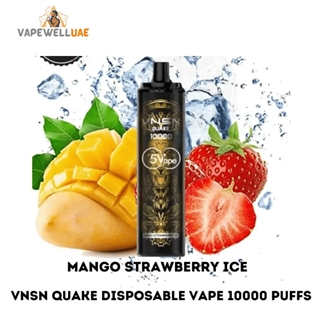 VAPEWELLUAE
VNSN
QUAKE
10000
5Vape
MANGO STRAWBERRY ICE
VNSN QUAKE DISPOSABLE VAPE 10000 PUFFS